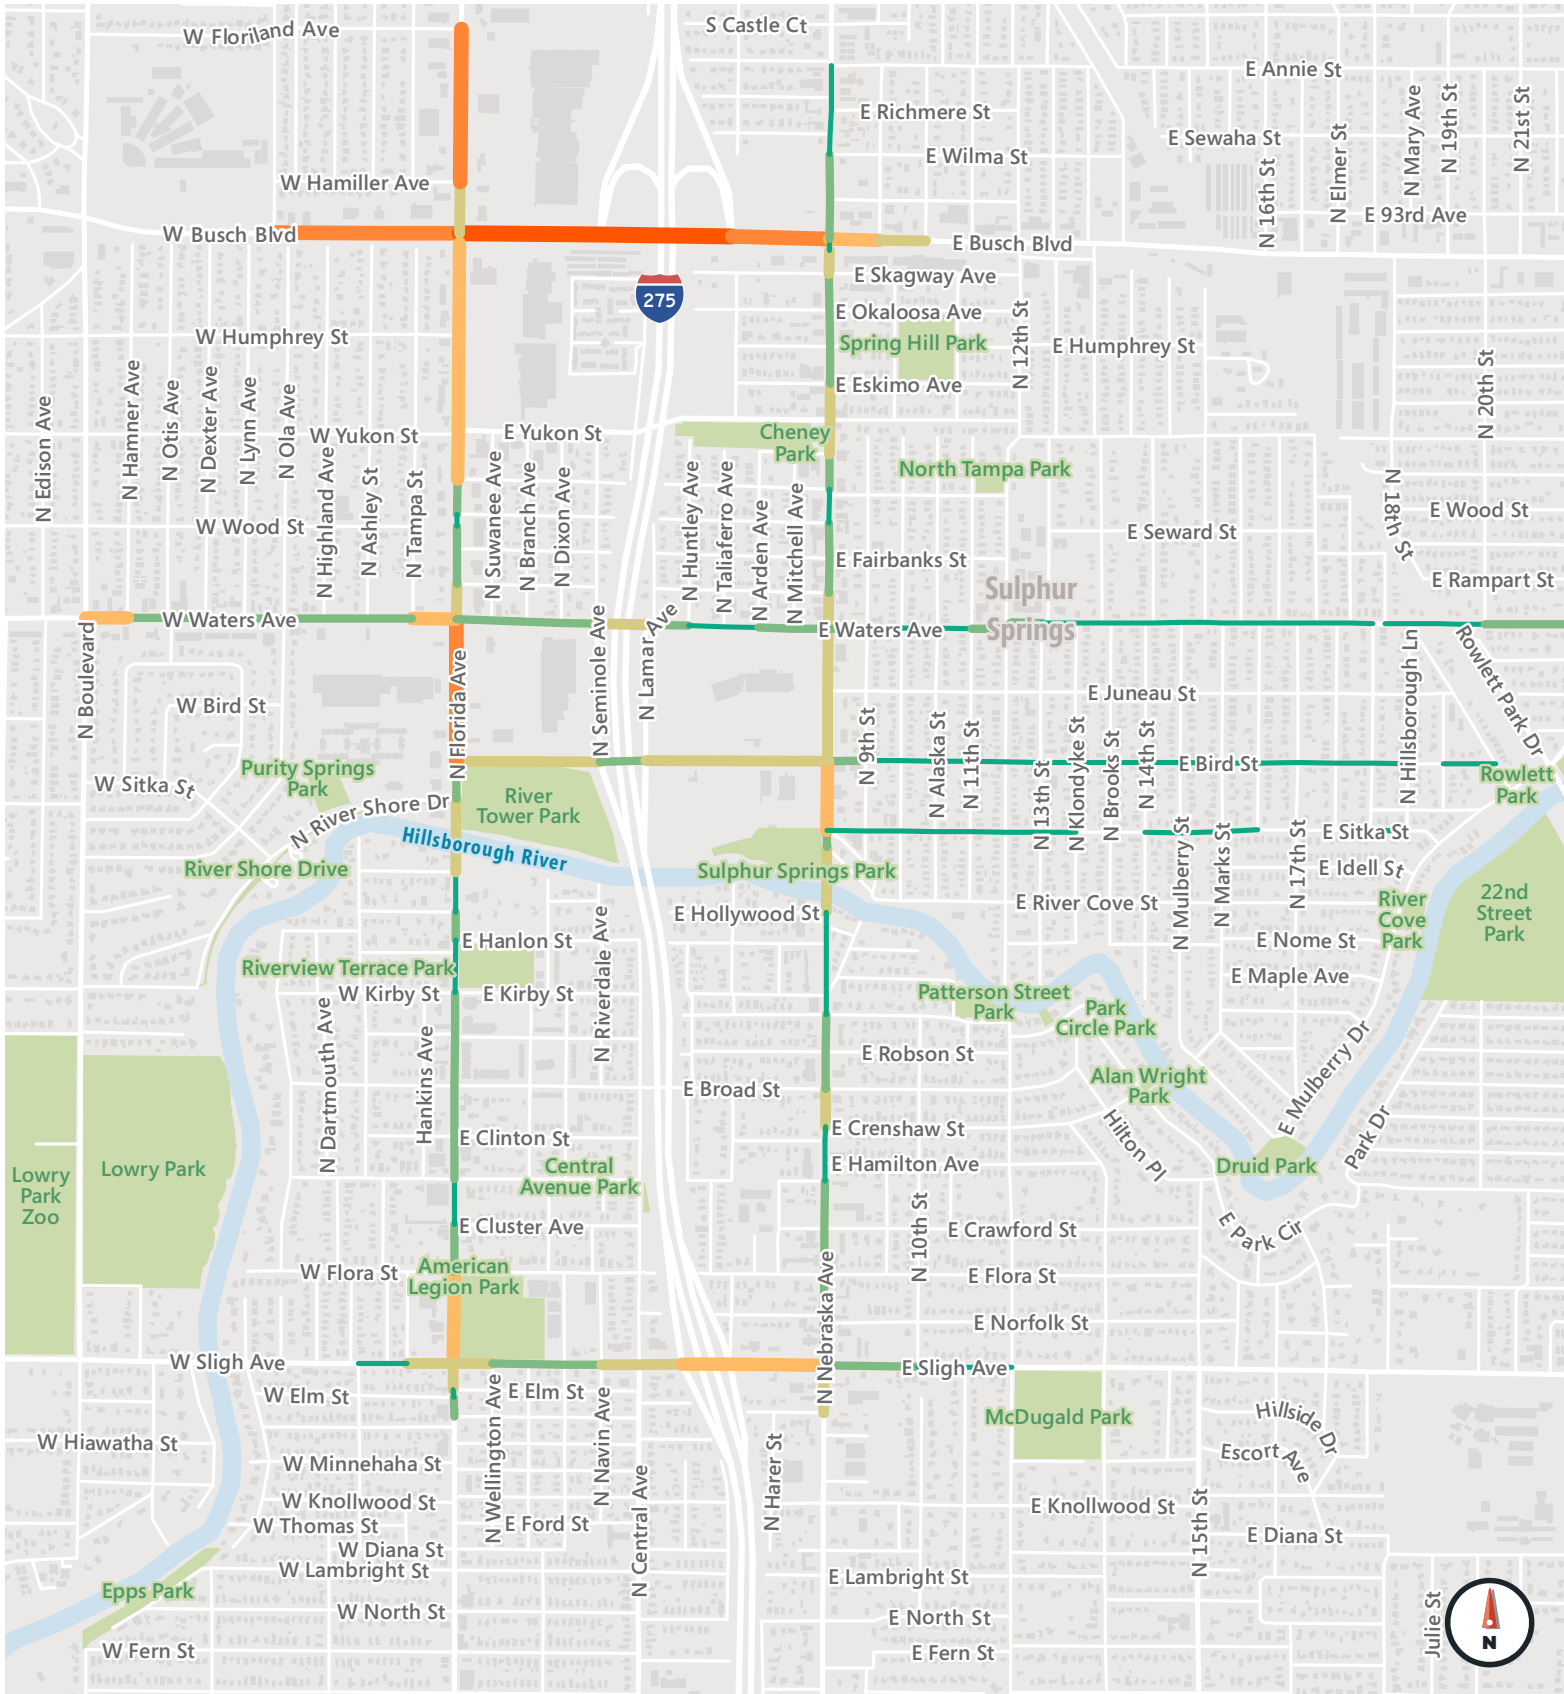 W Floriland Ave
S Castle Ct
E Annie St
E Richmere St
N Mary Ave
N 19th St
N 21st St
E Sewaha St
N Elmer St
E Wilma St
W Hamiller Ave
N 16th St
E 93rd Ave
W Busch Blvd
E Busch Blvd
E Skagway Ave
275
E Okaloosa Ave
W Humphrey St
Spring Hill Park
N 12th St
E Humphrey St
E Eskimo Ave
N 20th St
N Edison Ave
N Hamner Ave
N Otis Ave
N Dexter Ave
N Lynn Ave
N Ola Ave
W Yukon St
E Yukon St
Cheney
Park
North Tampa Park
N Highland Ave
N Ashley St
N Tampa St
N Suwanee Ave
N Branch Ave
N Dixon Ave
N Huntley Ave
N Taliaferro Ave
N Arden Ave
N Mitchell Ave
N 18th St
E Wood St
W Wood St
E Seward St
E Fairbanks St
E Rampart St
Sulphur
Springs
W Waters Ave
E Waters Ave
N Boulevard
N Florida Ave
N Seminole Ave
N Lamar Ave
N Hillsborough Ln
Rowlett Park Dr
E Juneau St
W Bird St
N 9th St
N Alaska St
N 11th St
N 13th St
N Klondyke St
N Brooks St
N 14th St
E Bird St
Purity Springs
Park
W Sitka St
Rowlett
Park
River
Tower Park
N River Shore Dr
Hillsborough River
N Mulberry St
N Marks St
N 17th St
E Sitka St
River Shore Drive
Sulphur Springs Park
E Idell St
E River Cove St
River
Cove
Park
22nd
Street
Park
E Hollywood St
N Riverdale Ave
E Hanlon St
E Nome St
Riverview Terrace Park
E Maple Ave
W Kirby St
E Kirby St
Patterson Street
Park
Park
Circle Park
N Dartmouth Ave
Hankins Ave
E Robson St
E Mulberry Dr
Alan Wright
Park
E Broad St
Hilton Pl
Park Dr
E Crenshaw St
E Clinton St
E Hamilton Ave
Lowry Park
Lowry
Park
Zoo
Central
Avenue Park
Druid Park
N 10th St
E Cluster Ave
E Crawford St
E Park Cir
American
Legion Park
W Flora St
E Flora St
N Nebraska Ave
E Norfolk St
W Sligh Ave
E Sligh Ave
W Elm St
E Elm St
N Wellington Ave
N Navin Ave
McDugald Park
Hillside Dr
W Hiawatha St
Escort Ave
W Minnehaha St
N Harer St
N Central Ave
W Knollwood St
E Knollwood St
N 15th St
W Thomas St
E Ford St
E Diana St
W Diana St
W Lambright St
E Lambright St
Epps Park
W North St
E North St
Julie St
N
W Fern St
E Fern St